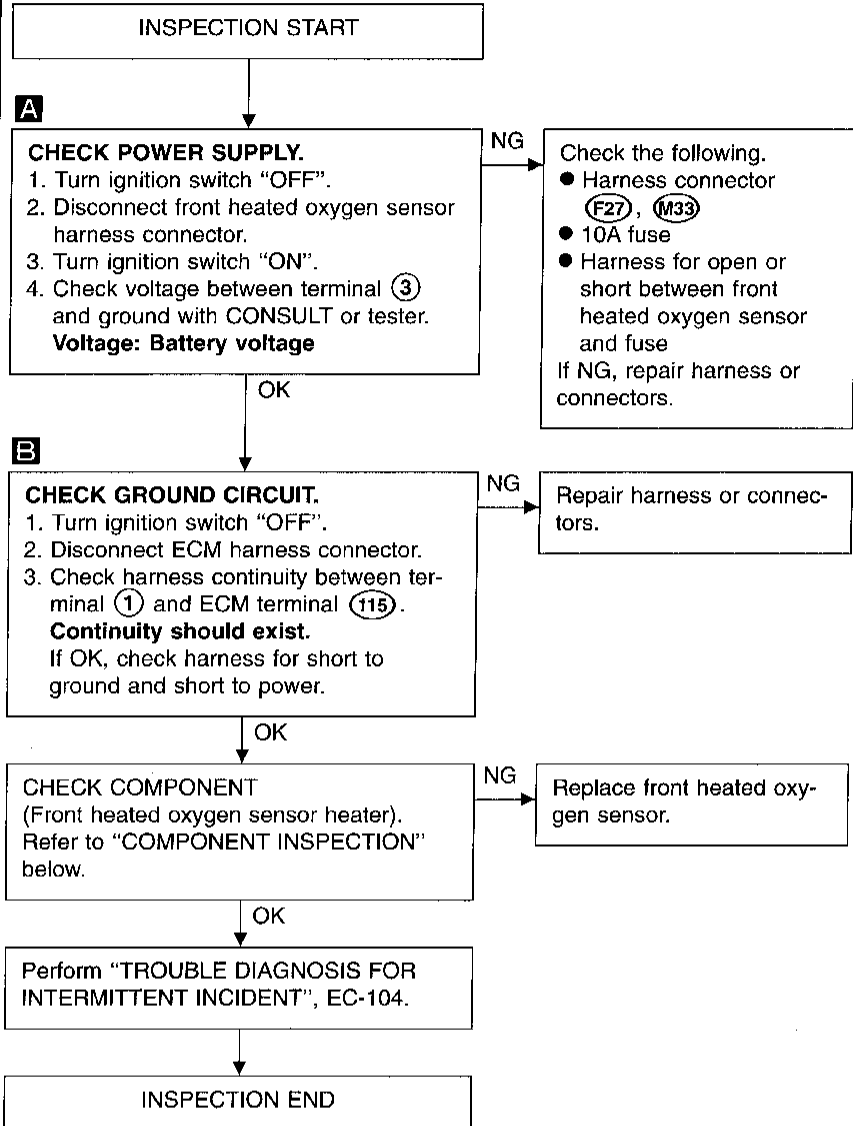 INSPECTION START
A
CHECK POWER SUPPLY.
1. Turn ignition switch “OFF”.
2. Disconnect front heated oxygen sensor
harness connector.
3. Turn ignition switch “ON”.
4. Check voltage between terminal ③
and ground with CONSULT or tester.
Voltage: Battery voltage
NG
Check the following.
● Harness connector
F27, M33
● 10A fuse
● Harness for open or
short between front
heated oxygen sensor
and fuse
If NG, repair harness or
connectors.
OK
B
CHECK GROUND CIRCUIT.
1. Turn ignition switch “OFF”.
2. Disconnect ECM harness connector.
3. Check harness continuity between ter-
minal ① and ECM terminal 115.
Continuity should exist.
If OK, check harness for short to
ground and short to power.
NG
Repair harness or connec-
tors.
OK
CHECK COMPONENT
(Front heated oxygen sensor heater).
Refer to “COMPONENT INSPECTION”
below.
NG
Replace front heated oxy-
gen sensor.
OK
Perform “TROUBLE DIAGNOSIS FOR
INTERMITTENT INCIDENT”, EC-104.
INSPECTION END